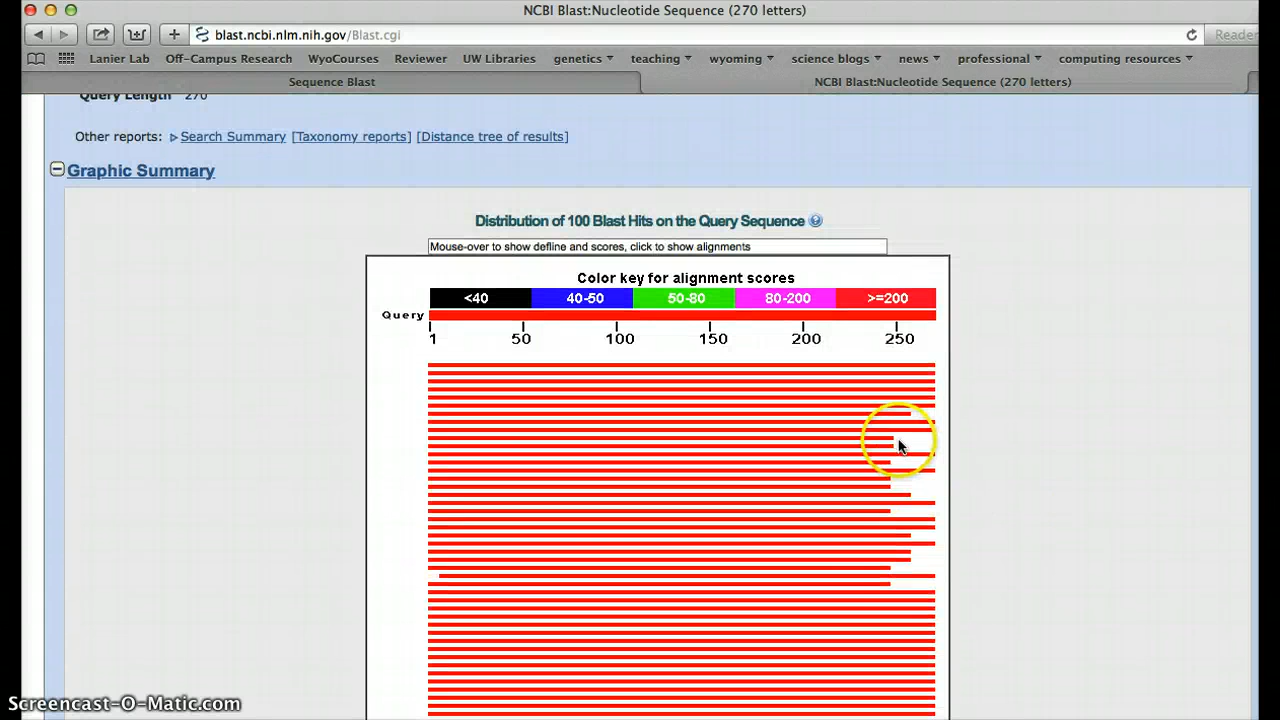 NCBI Blast:Nucleotide Sequence (270 letters)
blast.ncbi.nlm.nih.gov/Blast.cgi Reader
Lanier Lab Off-Campus Research WyoCourses Reviewer UW Libraries genetics teaching wyoming science blogs news professional computing resources
Sequence Blast NCBI Blast:Nucleotide Sequence (270 letters)
Query Length 270
Other reports: Search Summary [Taxonomy reports] [Distance tree of results]
Graphic Summary
Distribution of 100 Blast Hits on the Query Sequence ?
Mouse-over to show defline and scores, click to show alignments
Color key for alignment scores
<40 40-50 50-80 80-200 >=200
Query
1 50 100 150 200 250
Screencast-O-Matic.com